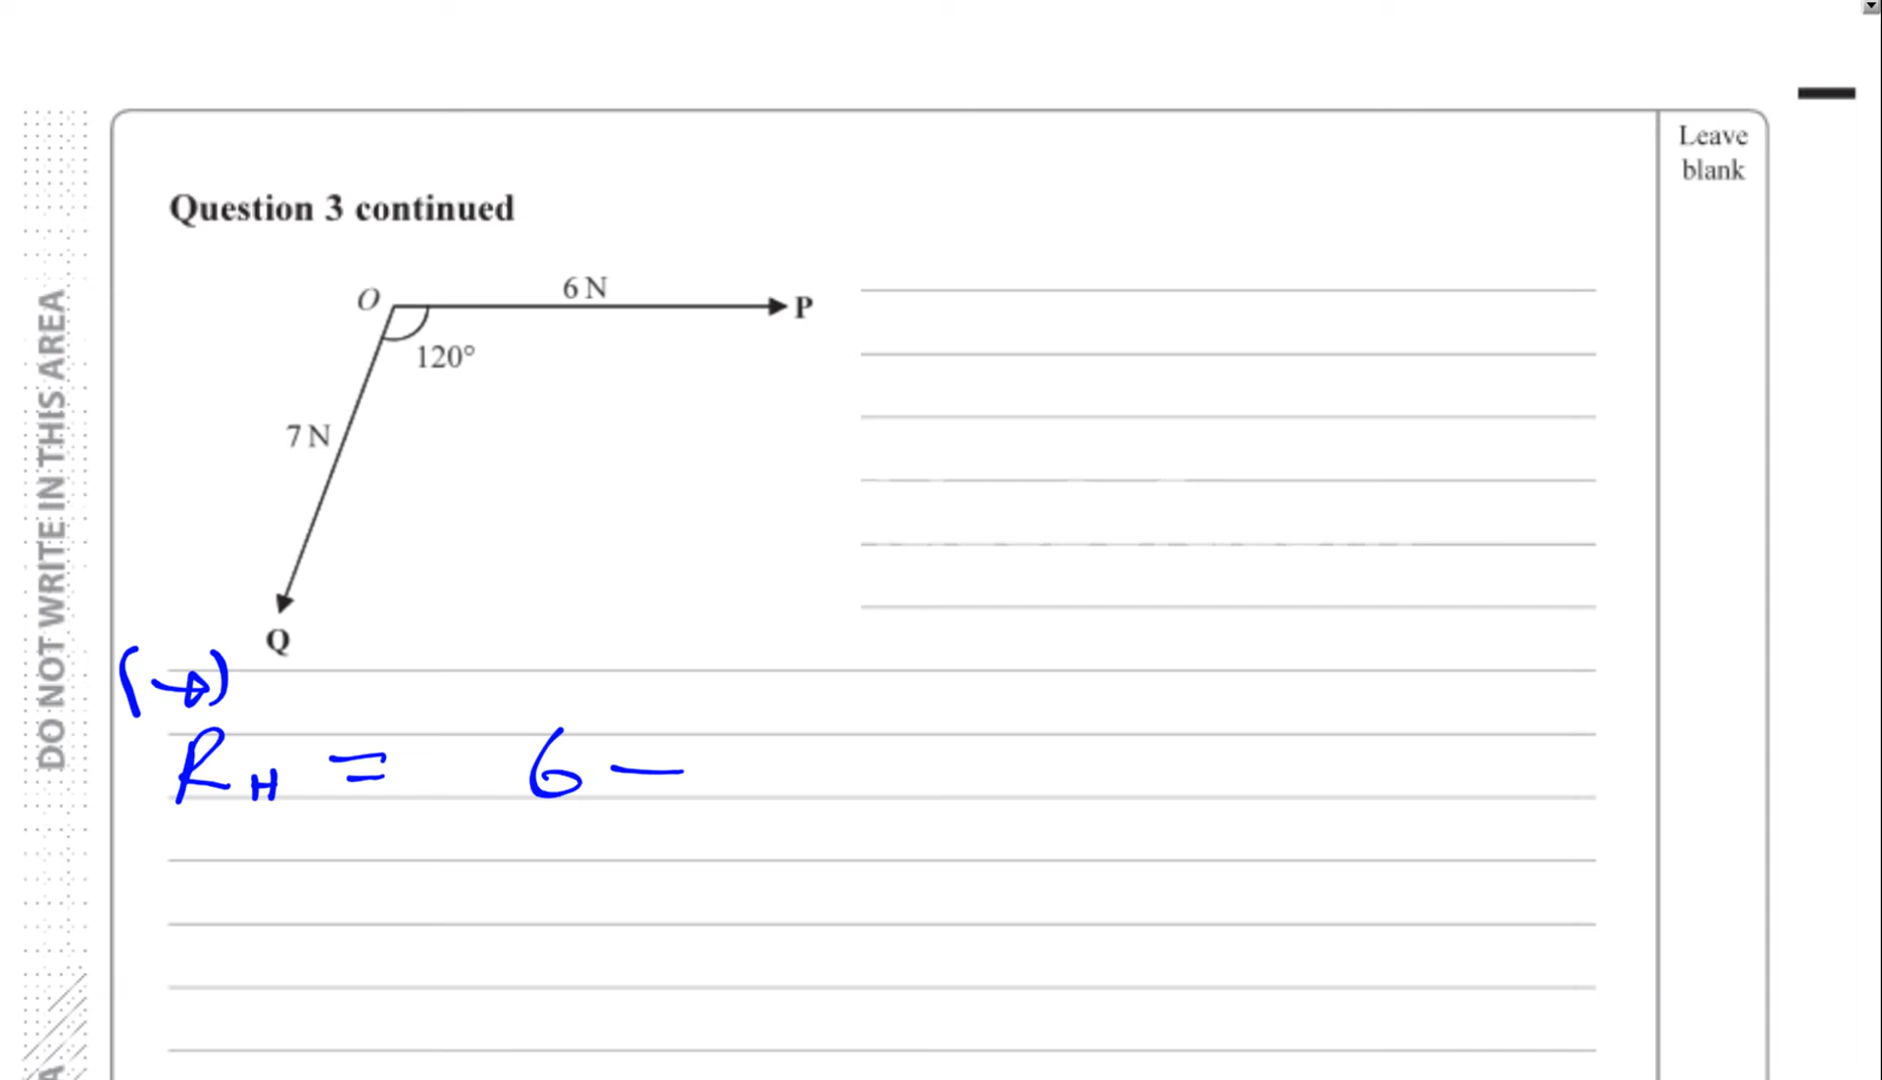 Leave
blank
Question 3 continued
O
6 N
P
120°
7 N
Q
DO NOT WRITE IN THIS AREA
(→)
R_H = 6 —